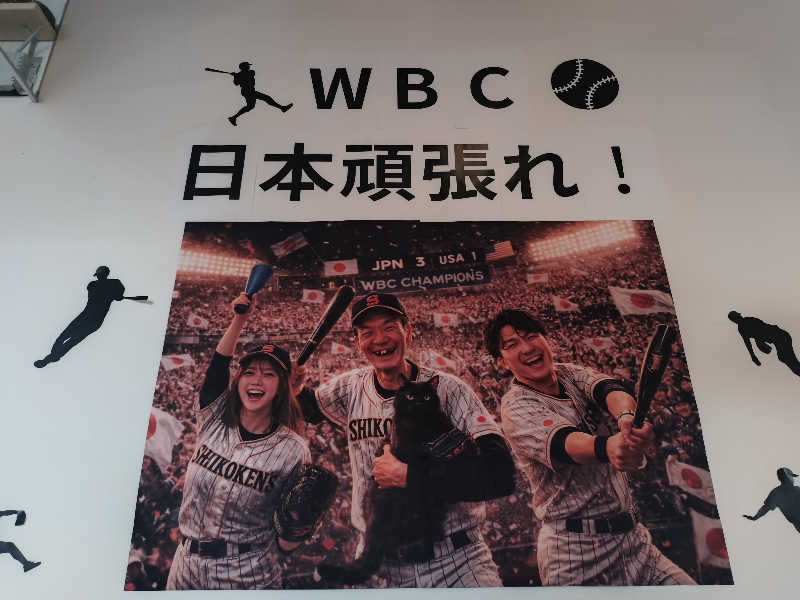 WBC
日本頑張れ！
JPN 3 USA 1
WBC CHAMPIONS
S
S
SHIKOKENS
SHIKO